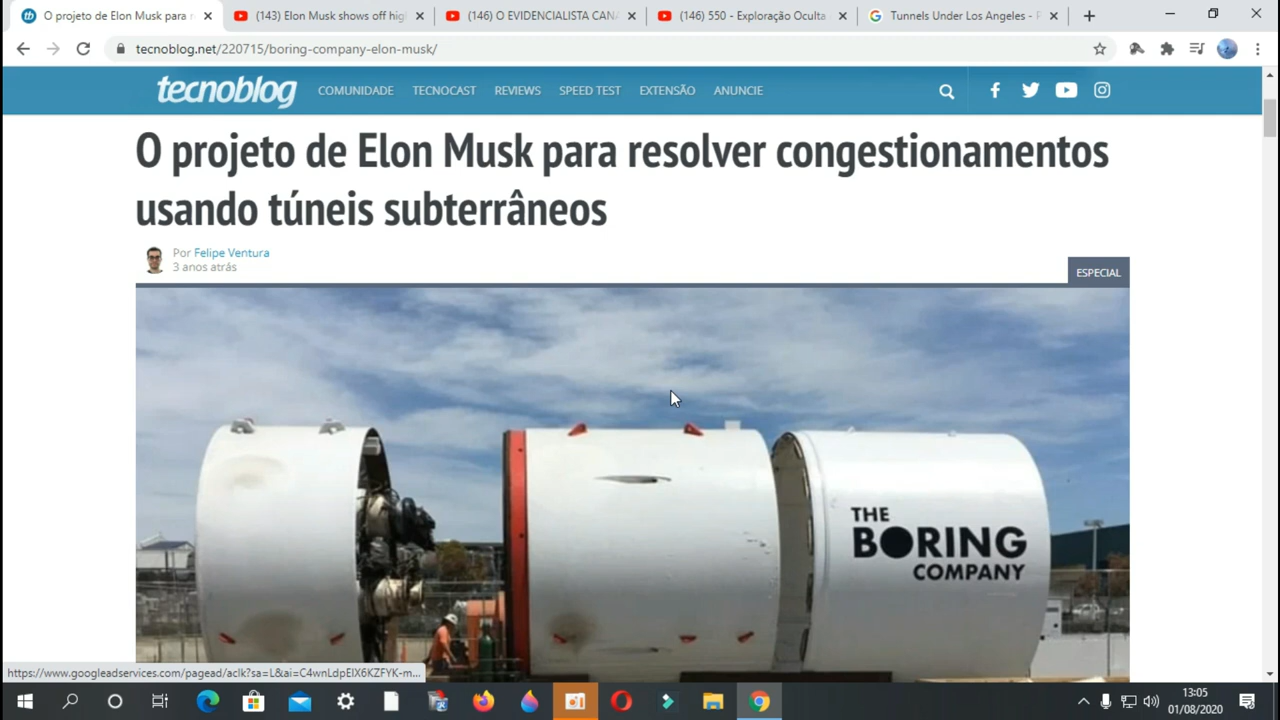 O projeto de Elon Musk para r
(143) Elon Musk shows off hig
(146) O EVIDENCIALISTA CANA
(146) 550 - Exploração Oculta
Tunnels Under Los Angeles - P
tecnoblog.net/220715/boring-company-elon-musk/
tecnoblog COMUNIDADE TECNOCAST REVIEWS SPEED TEST EXTENSÃO ANUNCIE
O projeto de Elon Musk para resolver congestionamentos
usando túneis subterrâneos
Por Felipe Ventura
3 anos atrás
ESPECIAL
THE
BORING
COMPANY
https://www.googleadservices.com/pagead/aclk?sa=L&ai=C4wnLdpElX6KZFYK-m...
13:05
01/08/2020